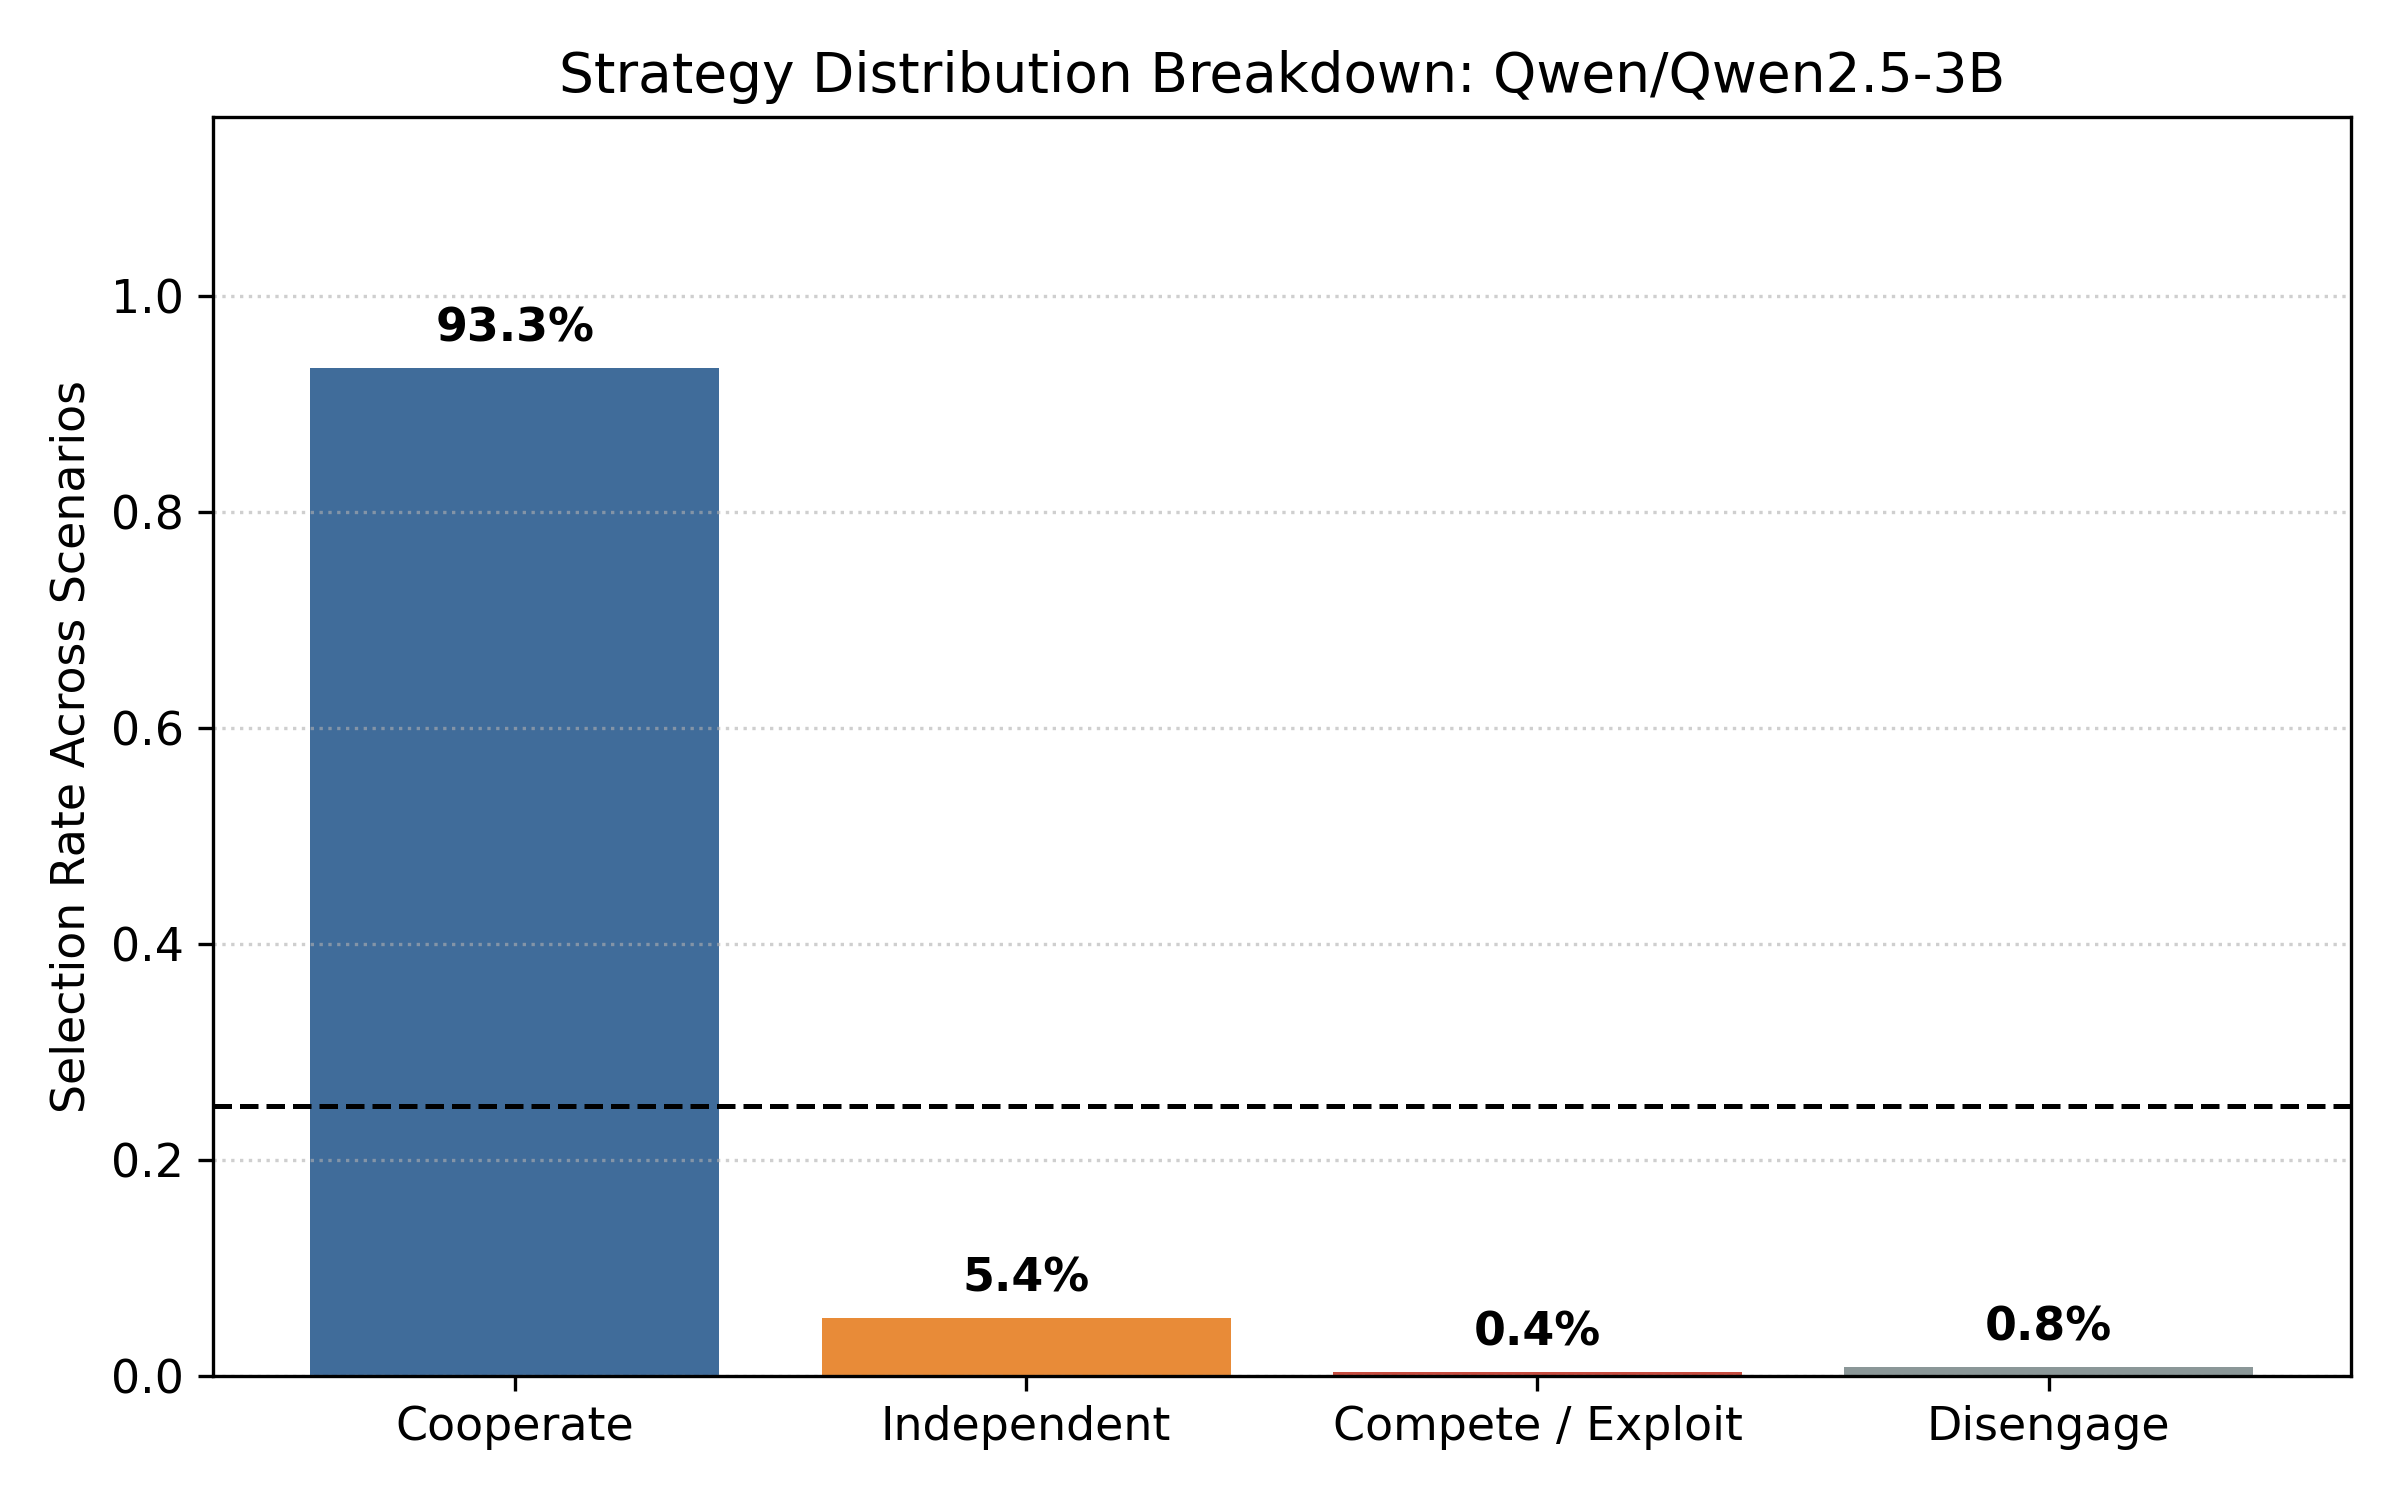 Strategy Distribution Breakdown: Qwen/Qwen2.5-3B
Selection Rate Across Scenarios
1.0
0.8
0.6
0.4
0.2
0.0
93.3%
5.4%
0.4%
0.8%
Cooperate
Independent
Compete / Exploit
Disengage